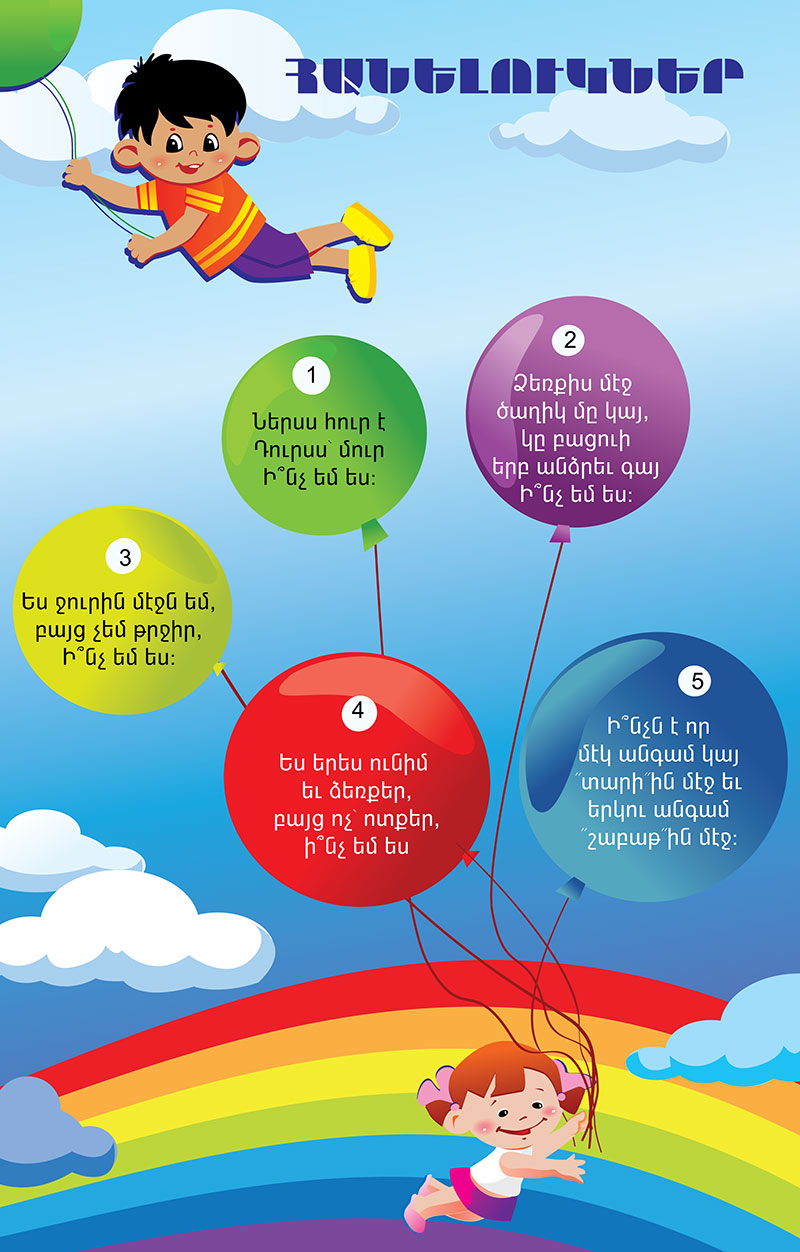 ՀԱՆԵԼՈՒԿՆԵՐ
1
Ներսս հուր է
Դուրսս՝ մուր
Ի՞նչ եմ ես։
2
Ձեռքիս մէջ
ծաղիկ մը կայ,
կը բացուի
երբ անձրեւ գայ
Ի՞նչ եմ ես։
3
Ես ջուրին մէջն եմ,
բայց չեմ թրջիր,
Ի՞նչ եմ ես։
4
Ես երես ունիմ
եւ ձեռքեր,
բայց ոչ՝ ոտքեր,
ի՞նչ եմ ես
5
Ի՞նչն է որ
մէկ անգամ կայ
՜՜տարի՜՜ին մէջ եւ
երկու անգամ
՜՜շաբաթ՜՜ին մէջ։